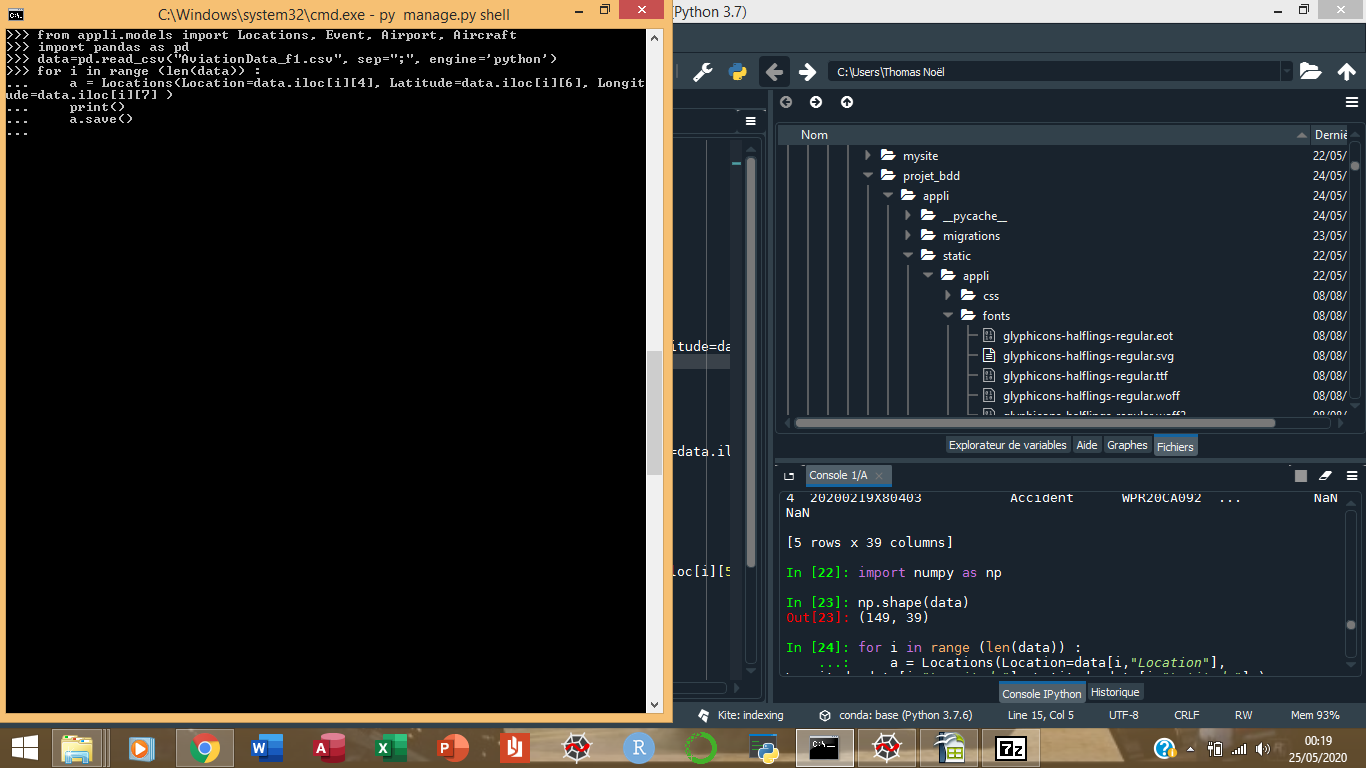 C:\Windows\system32\cmd.exe - py  manage.py shell
(Python 3.7)
>>> from appli.models import Locations, Event, Airport, Aircraft
>>> import pandas as pd
>>> data=pd.read_csv("AviationData_f1.csv", sep=";", engine='python')
>>> for i in range (len(data)) :
...     a = Locations(Location=data.iloc[i][4], Latitude=data.iloc[i][6], Longit
ude=data.iloc[i][7] )
...     print()
...     a.save()
...
C:\Users\Thomas Noël
Nom
Derniè
mysite
22/05/
projet_bdd
24/05/
appli
24/05/
__pycache__
24/05/
migrations
23/05/
static
22/05/
appli
22/05/
css
08/08/
fonts
08/08/
glyphicons-halflings-regular.eot
08/08/
glyphicons-halflings-regular.svg
08/08/
glyphicons-halflings-regular.ttf
08/08/
glyphicons-halflings-regular.woff
08/08/
itude=da
=data.il
loc[i][5
Explorateur de variables
Aide
Graphes
Fichiers
Console 1/A
4  20200219X80403              Accident      WPR20CA092  ...         NaN
NaN
[5 rows x 39 columns]
In [22]: import numpy as np
In [23]: np.shape(data)
Out[23]: (149, 39)
In [24]: for i in range (len(data)) :
...:     a = Locations(Location=data[i,"Location"],
Console IPython
Historique
Kite: indexing
conda: base (Python 3.7.6)
Line 15, Col 5
UTF-8
CRLF
RW
Mem 93%
00:19
25/05/2020